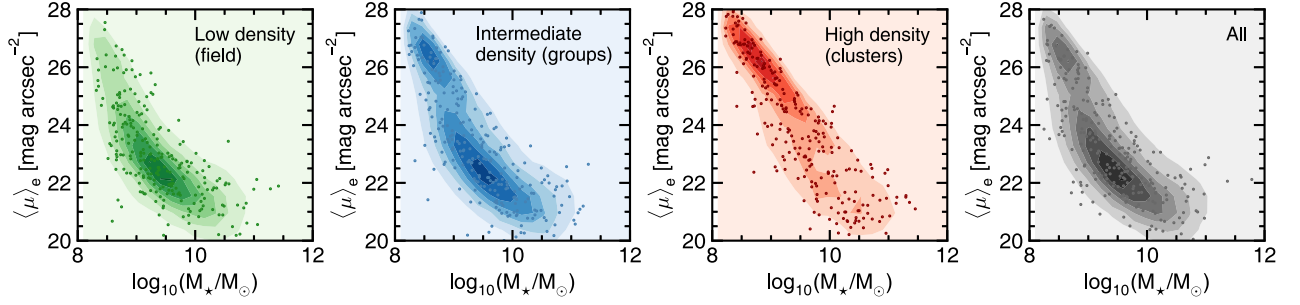 28
26
24
22
20
⟨μ⟩e [mag arcsec−2]
Low density
(field)
8
10
12
log10(M⋆/M⊙)
28
26
24
22
20
⟨μ⟩e [mag arcsec−2]
Intermediate
density (groups)
8
10
12
log10(M⋆/M⊙)
28
26
24
22
20
⟨μ⟩e [mag arcsec−2]
High density
(clusters)
8
10
12
log10(M⋆/M⊙)
28
26
24
22
20
⟨μ⟩e [mag arcsec−2]
All
8
10
12
log10(M⋆/M⊙)